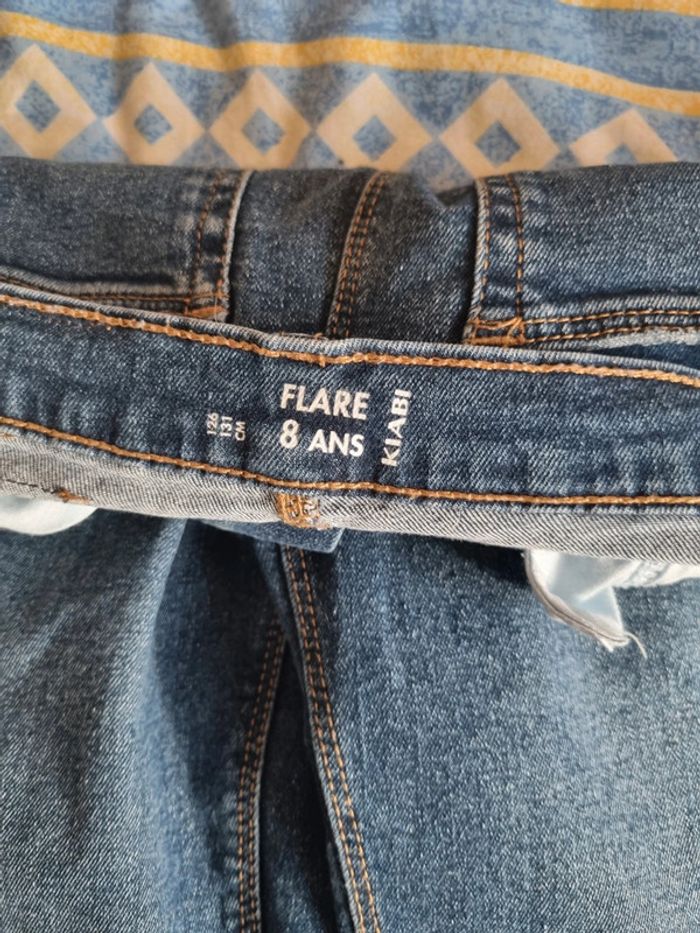 FLARE
8 ANS
126
131
CM
KIABI